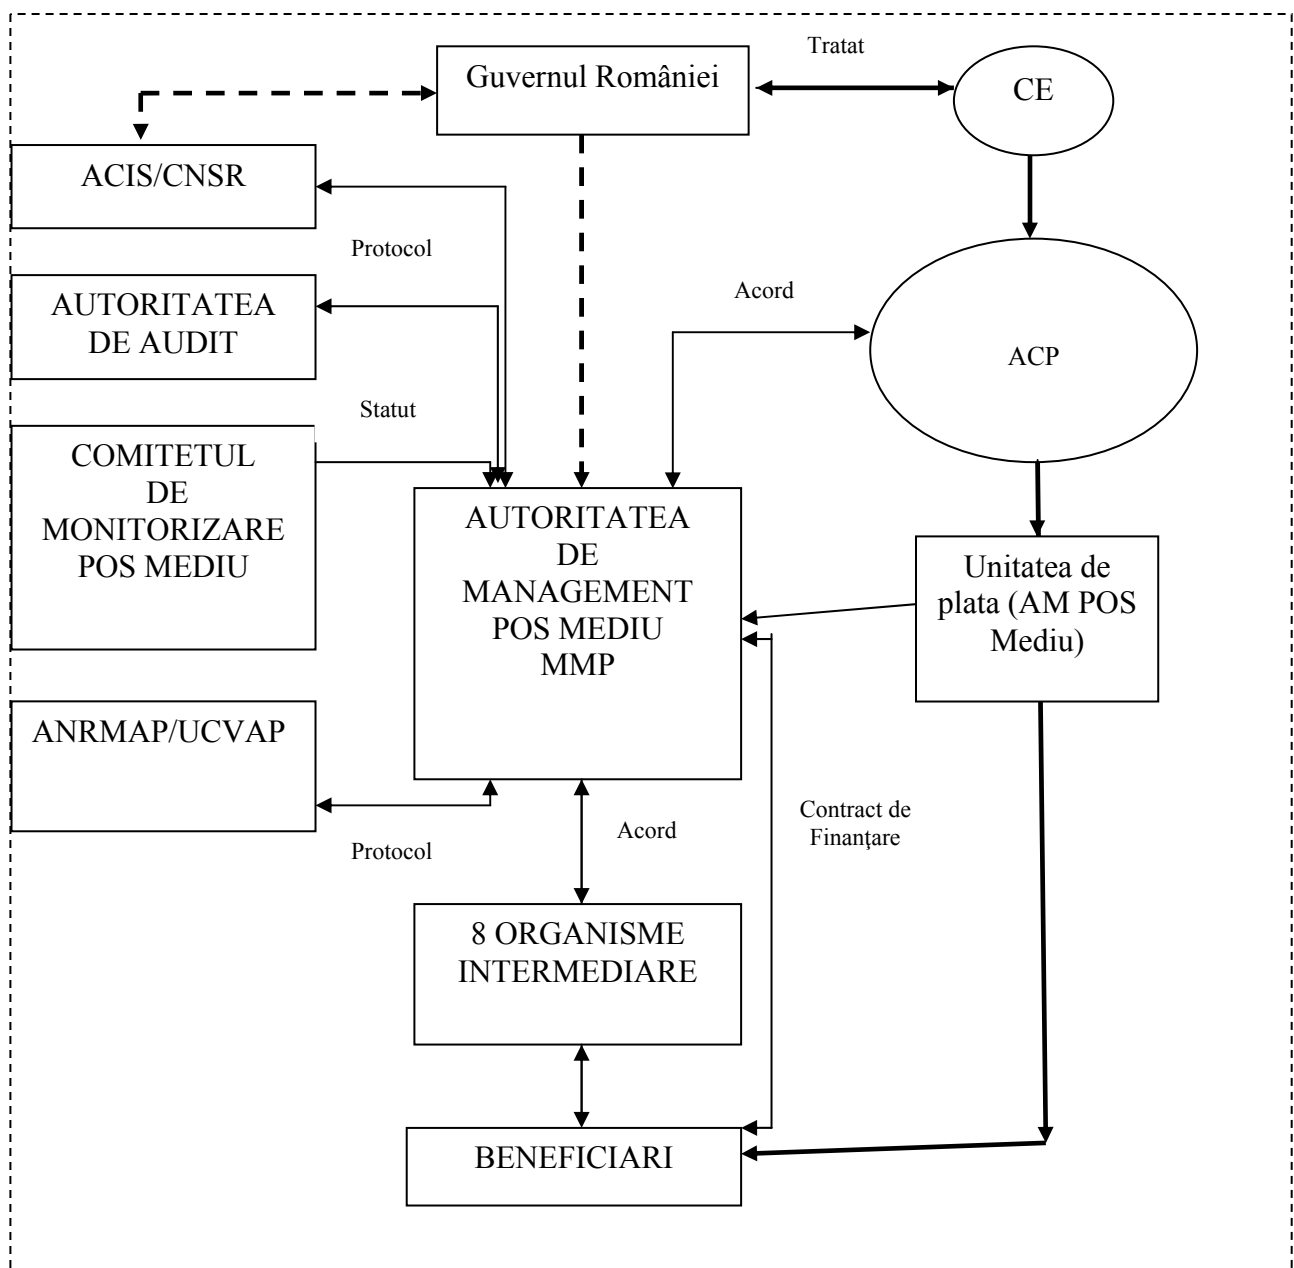 Tratat
Guvernul României
CE
ACIS/CNSR
Protocol
AUTORITATEA
DE AUDIT
Acord
ACP
Statut
COMITETUL
DE
MONITORIZARE
POS MEDIU
AUTORITATEA
DE
MANAGEMENT
POS MEDIU
MMP
Unitatea de
plata (AM POS
Mediu)
ANRMAP/UCVAP
Protocol
Acord
Contract de
Finanţare
8 ORGANISME
INTERMEDIARE
BENEFICIARI